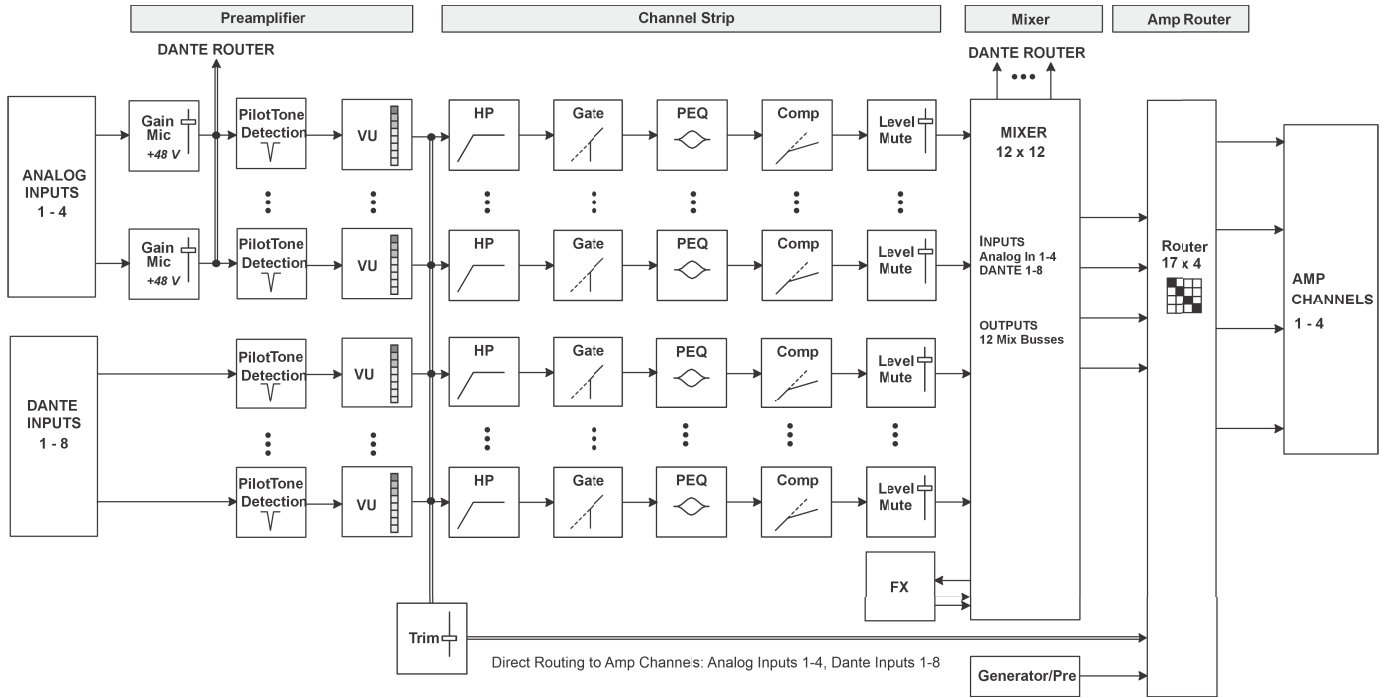 Preamplifier
Channel Strip
Mixer
Amp Router
DANTE ROUTER
DANTE ROUTER
ANALOG
INPUTS
1 - 4
Gain
Mic
+48 V
PilotTone
Detection
VU
HP
Gate
PEQ
Comp
Level
Mute
Gain
Mic
+48 V
PilotTone
Detection
VU
HP
Gate
PEQ
Comp
Level
Mute
DANTE
INPUTS
1 - 8
PilotTone
Detection
VU
HP
Gate
PEQ
Comp
Level
Mute
PilotTone
Detection
VU
HP
Gate
PEQ
Comp
Level
Mute
MIXER
12 x 12
INPUTS
Analog In 1-4
DANTE 1-8
OUTPUTS
12 Mix Busses
Router
17 x 4
AMP
CHANNELS
1 - 4
FX
Trim
Direct Routing to Amp Channels: Analog Inputs 1-4, Dante Inputs 1-8
Generator/Pre